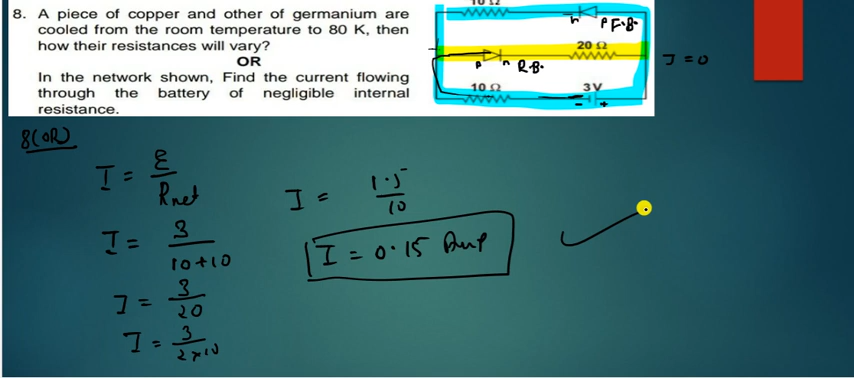 8. A piece of copper and other of germanium are
cooled from the room temperature to 80 K, then
how their resistances will vary?
OR
In the network shown, Find the current flowing
through the battery of negligible internal
resistance.
10 Ω
n P F·B·
20 Ω
P n R·B·
10 Ω 3V
- +
I = 0
8(OR)
I = ε / Rnet
I = 3 / 10+10
I = 3 / 20
I = 3 / 2×10
I = 1·5 / 10
I = 0·15 Amp